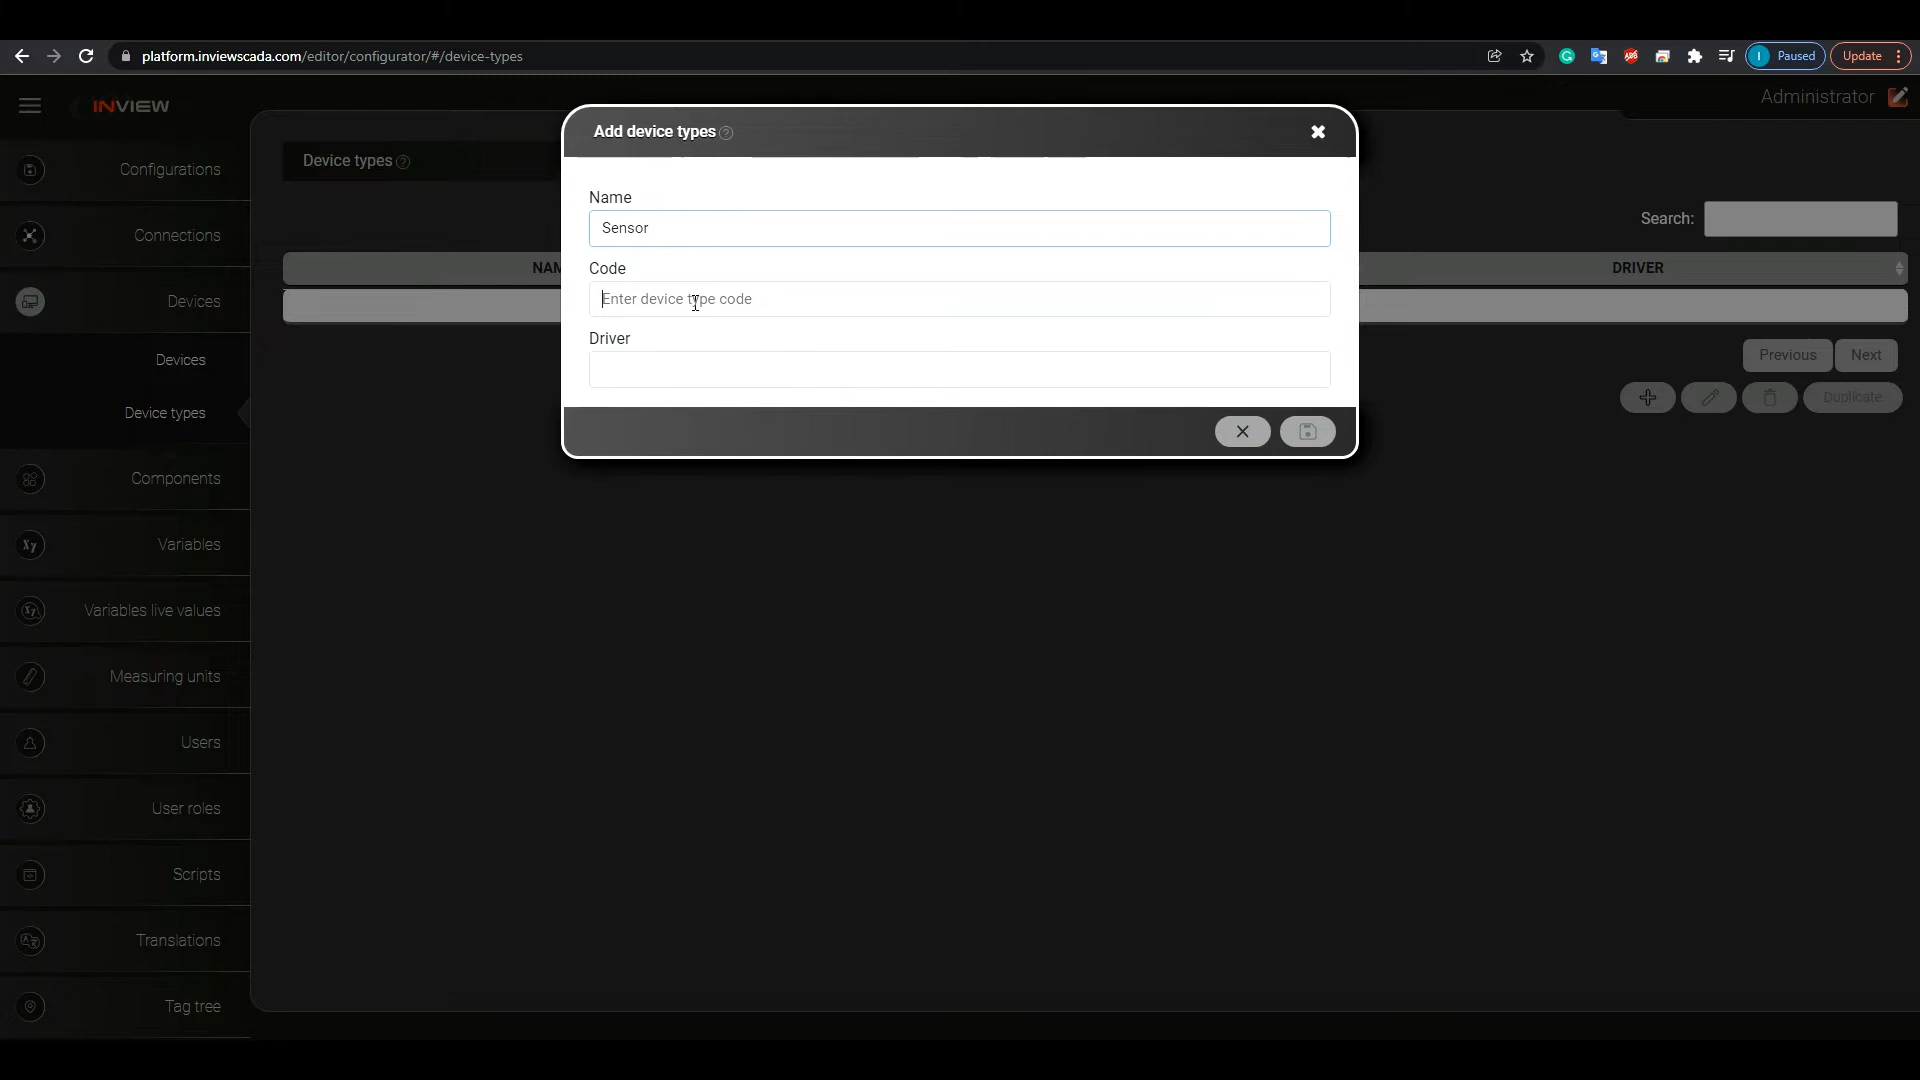 platform.inviewscada.com/editor/configurator/#/device-types
Paused
Update
INVIEW
Administrator
Configurations
Connections
Devices
Devices
Device types
Components
Variables
Variables live values
Measuring units
Users
User roles
Scripts
Translations
Tag tree
Device types
Search:
NAM
DRIVER
Previous
Next
Duplicate
Add device types
Name
Sensor
Code
Enter device type code
Driver